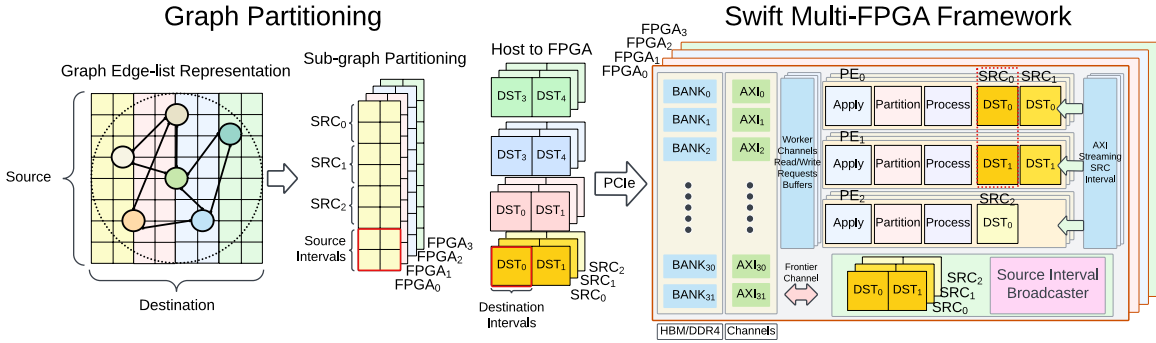 Graph Partitioning
Swift Multi-FPGA Framework
Graph Edge-list Representation
Source
Destination
Sub-graph Partitioning
SRC0
SRC1
SRC2
Source
Intervals
FPGA3
FPGA2
FPGA1
FPGA0
Host to FPGA
DST3 DST4
DST3 DST4
DST0 DST1
DST0 DST1
SRC2
SRC1
SRC0
Destination
Intervals
PCIe
FPGA3
FPGA2
FPGA1
FPGA0
BANK0
BANK1
BANK2
BANK30
BANK31
HBM/DDR4
AXI0
AXI1
AXI2
AXI30
AXI31
Channels
Worker
Channels
Read/Write
Requests
Buffers
PE0
SRC0 SRC1
Apply Partition Process DST0 DST0
PE1
Apply Partition Process DST1 DST1
PE2
SRC2
Apply Partition Process DST0
AXI
Streaming
SRC
Interval
Frontier
Channel
DST0 DST1
SRC2
SRC1
SRC0
Source Interval
Broadcaster